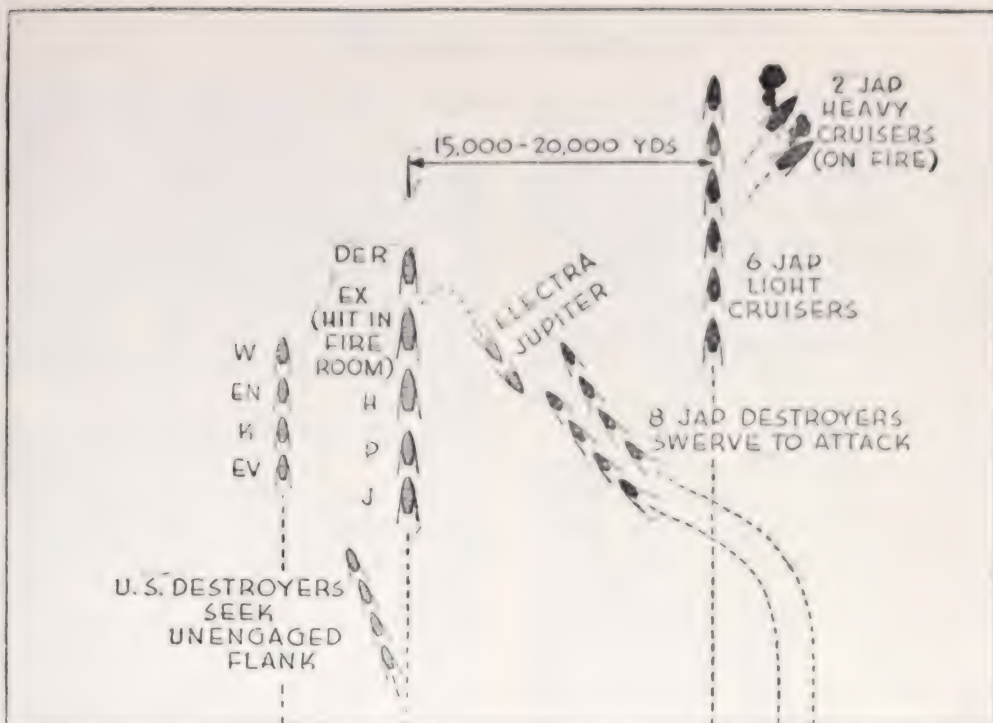 2 JAP
HEAVY
CRUISERS
(ON FIRE)
15,000-20,000 YDS
DER
EX
(HIT IN
FIRE
ROOM)
H
P
J
ELECTRA
JUPITER
6 JAP
LIGHT
CRUISERS
W
EN
K
EV
8 JAP DESTROYERS
SWERVE TO ATTACK
U.S. DESTROYERS
SEEK
UNENGAGED
FLANK